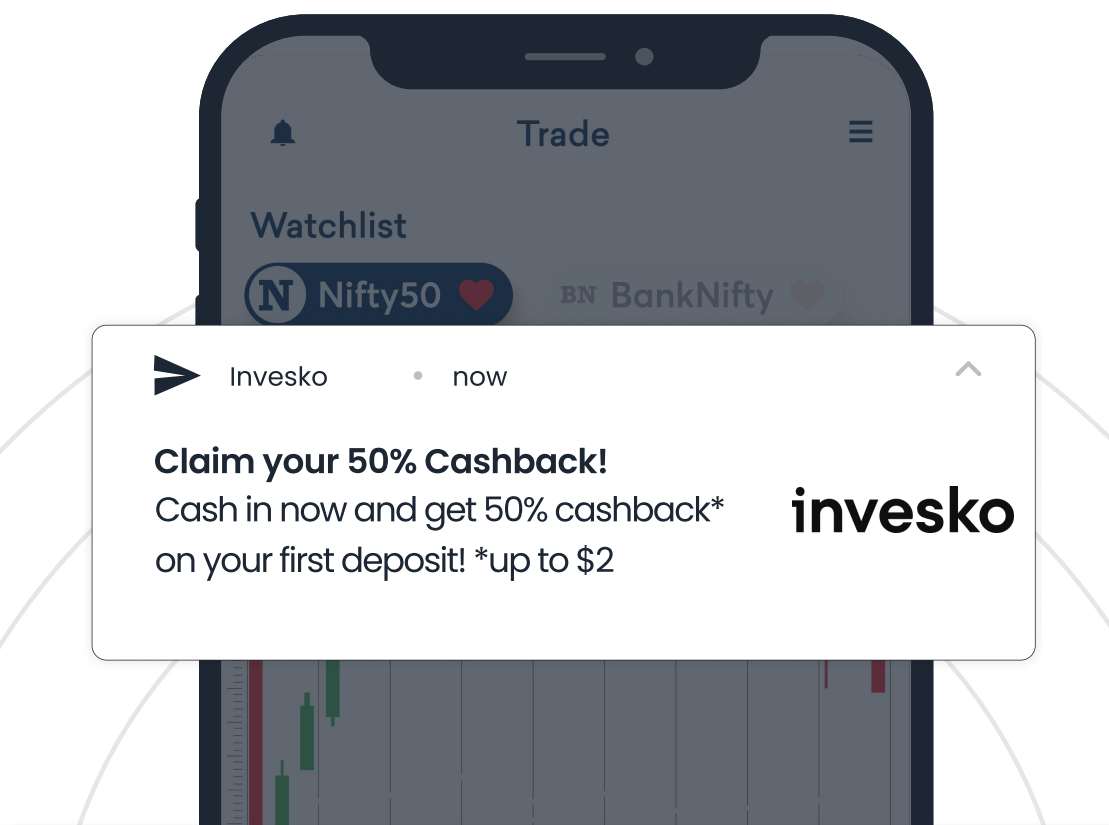 Trade
Watchlist
N Nifty50
BN BankNifty
Invesko • now
Claim your 50% Cashback!
Cash in now and get 50% cashback*
on your first deposit! *up to $2
invesko